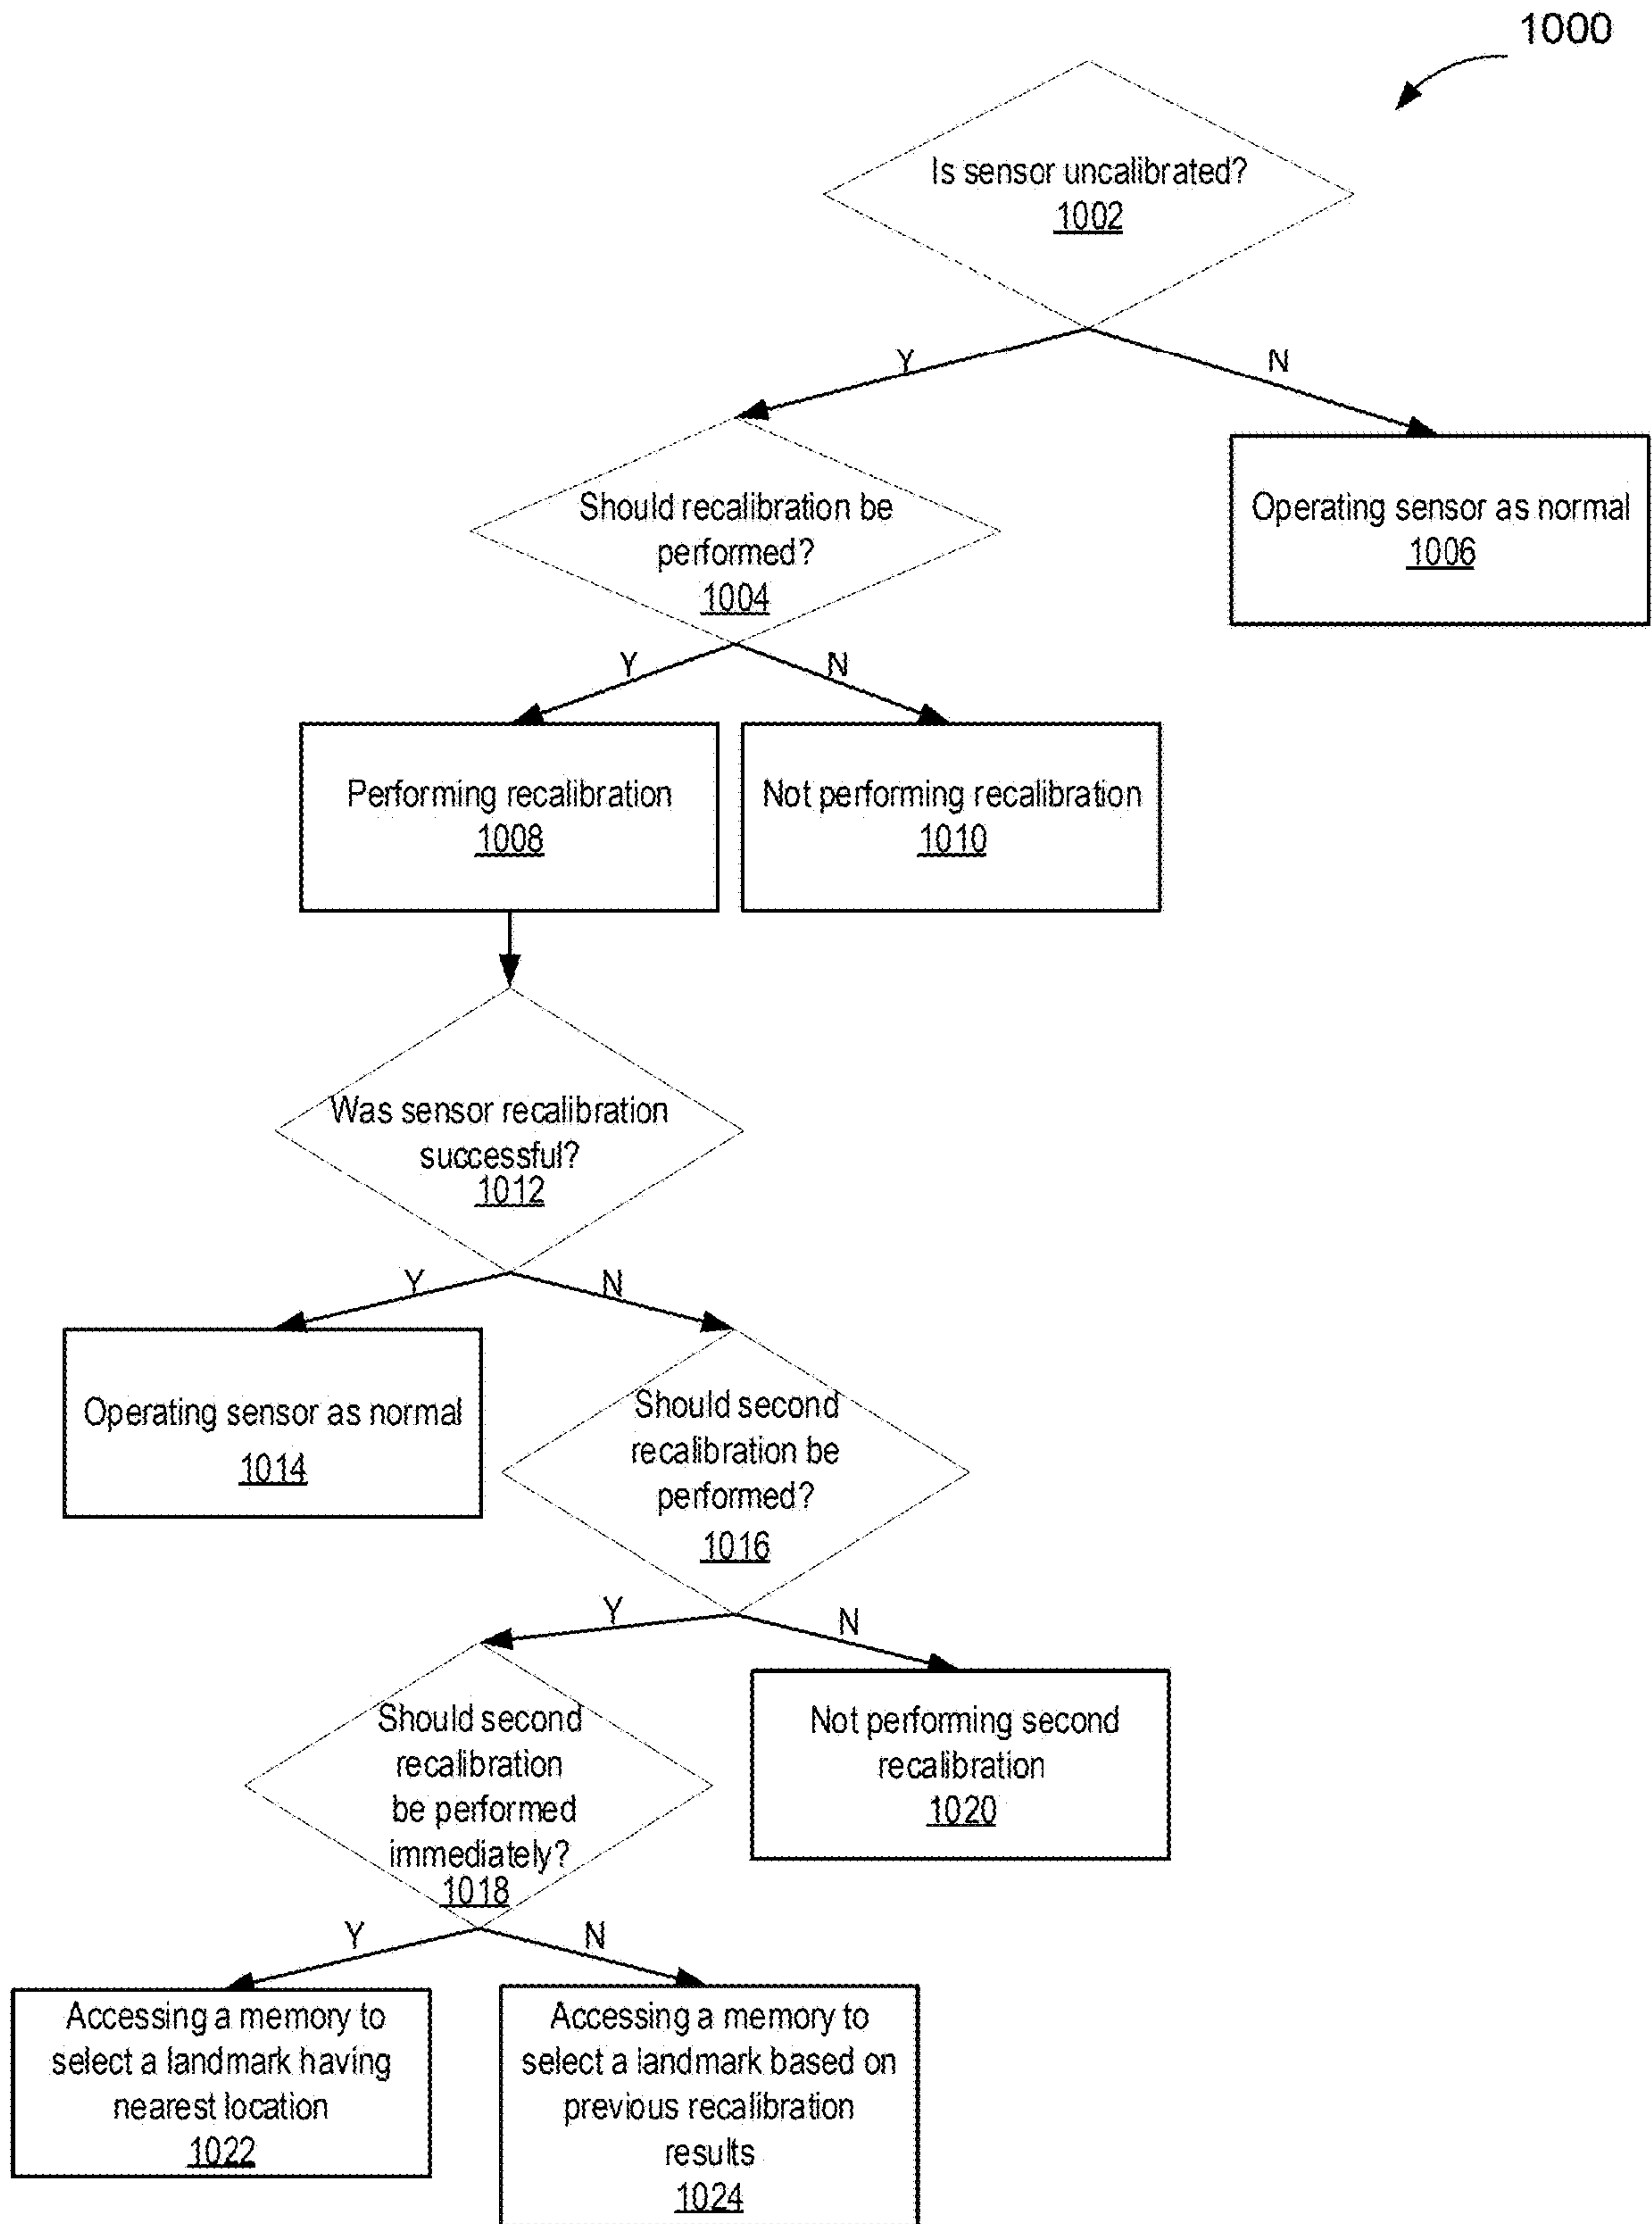 1000
Is sensor uncalibrated?
1002
Y
N
Should recalibration be
performed?
1004
Operating sensor as normal
1006
Y
N
Performing recalibration
1008
Not performing recalibration
1010
Was sensor recalibration
successful?
1012
Y
N
Operating sensor as normal
1014
Should second
recalibration be
performed?
1016
Y
N
Should second
recalibration
be performed
immediately?
1018
Not performing second
recalibration
1020
Y
N
Accessing a memory to
select a landmark having
nearest location
1022
Accessing a memory to
select a landmark based on
previous recalibration
results
1024